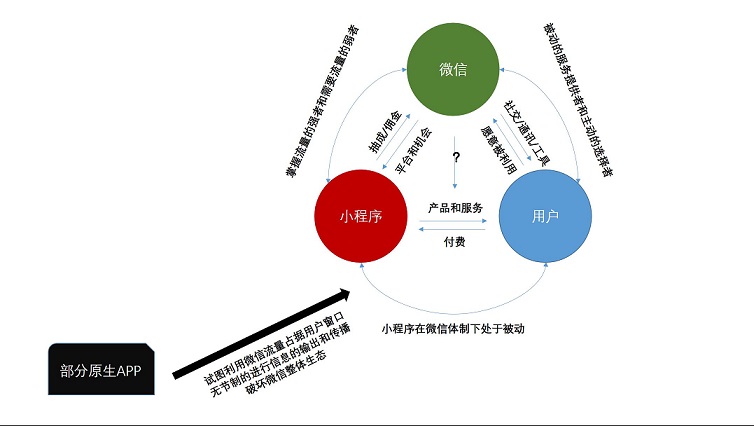 微信
掌握流量的强者和需要流量的弱者
被动的服务提供者和主动的选择者
抽成/佣金
平台和机会
社交/通讯/工具
愿意被利用
?
小程序
产品和服务
付费
用户
小程序在微信体制下处于被动
试图利用微信流量占据用户窗口
无节制的进行信息的输出和传播
破坏微信整体生态
部分原生APP